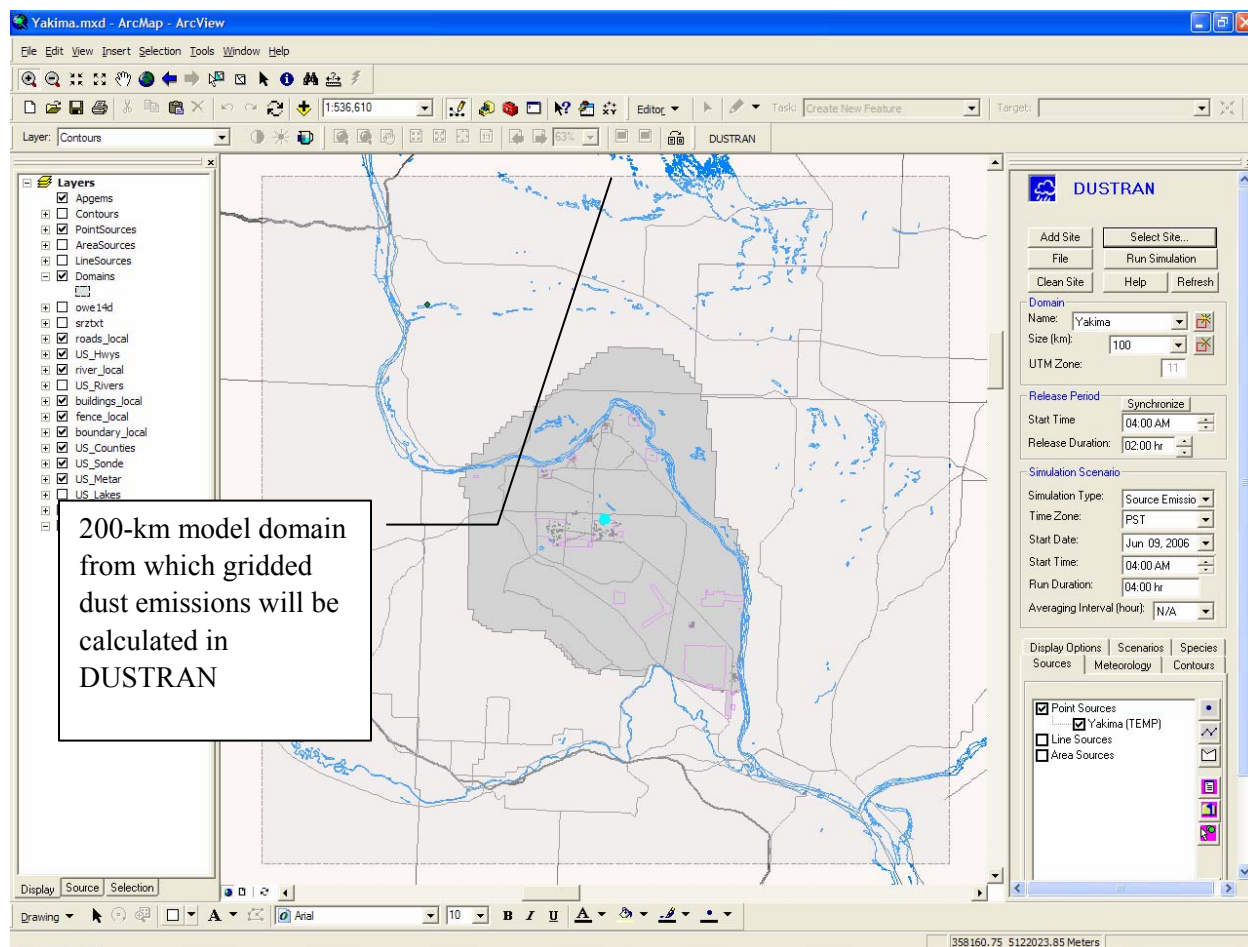 Yakima.mxd - ArcMap - ArcView
File Edit View Insert Selection Tools Window Help
1:536,610 Editor Task: Create New Feature Target:
Layer: Contours 63% DUSTRAN
Layers
Apgems
Contours
PointSources
AreaSources
LineSources
Domains
owe14d
srztxt
roads_local
US_Hwys
river_local
US_Rivers
buildings_local
fence_local
boundary_local
US_Counties
US_Sonde
US_Metar
US_Lakes
200-km model domain
from which gridded
dust emissions will be
calculated in
DUSTRAN
DUSTRAN
Add Site Select Site...
File Run Simulation
Clean Site Help Refresh
Domain
Name: Yakima
Size (km): 100
UTM Zone: 11
Release Period Synchronize
Start Time 04:00 AM
Release Duration: 02:00 hr
Simulation Scenario
Simulation Type: Source Emissio
Time Zone: PST
Start Date: Jun 09, 2006
Start Time: 04:00 AM
Run Duration: 04:00 hr
Averaging Interval (hour): N/A
Display Options Scenarios Species
Sources Meteorology Contours
Point Sources
Yakima (TEMP)
Line Sources
Area Sources
Display Source Selection
Drawing A Arial 10 B I U A
358160.75 5122023.85 Meters